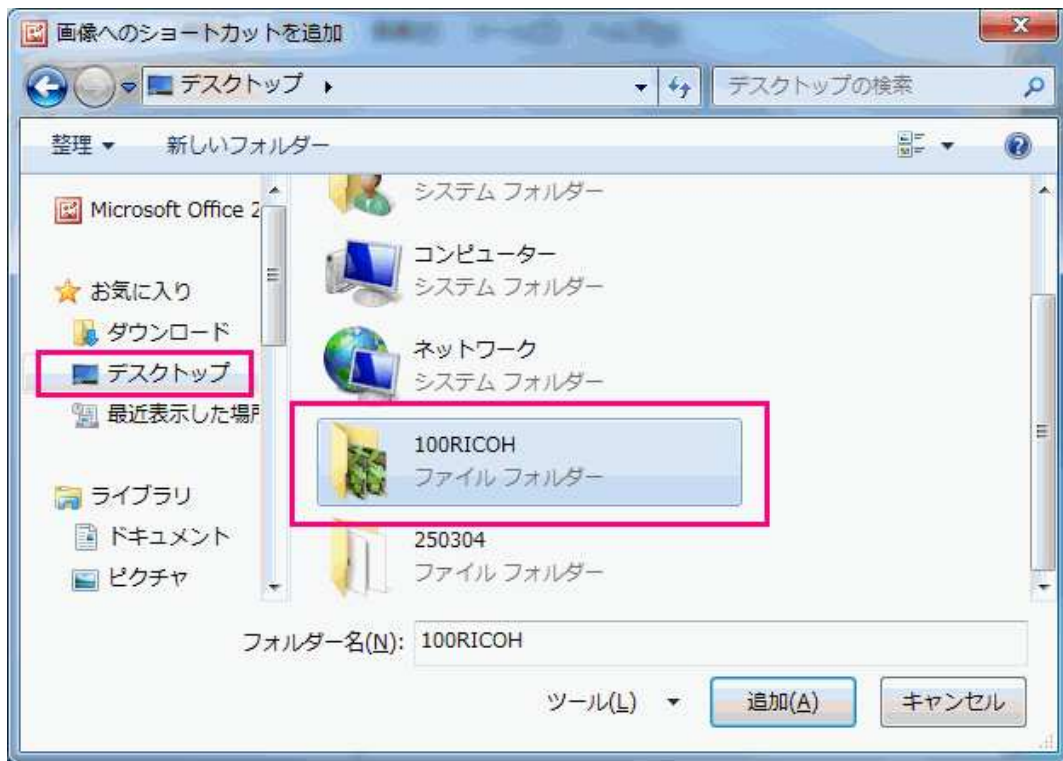 画像へのショートカットを追加
デスクトップ
デスクトップの検索
整理
新しいフォルダー
Microsoft Office 2
お気に入り
ダウンロード
デスクトップ
最近表示した場所
ライブラリ
ドキュメント
ピクチャ
システム フォルダー
コンピューター
システム フォルダー
ネットワーク
システム フォルダー
100RICOH
ファイル フォルダー
250304
ファイル フォルダー
フォルダー名(N): 100RICOH
ツール(L)
追加(A)
キャンセル